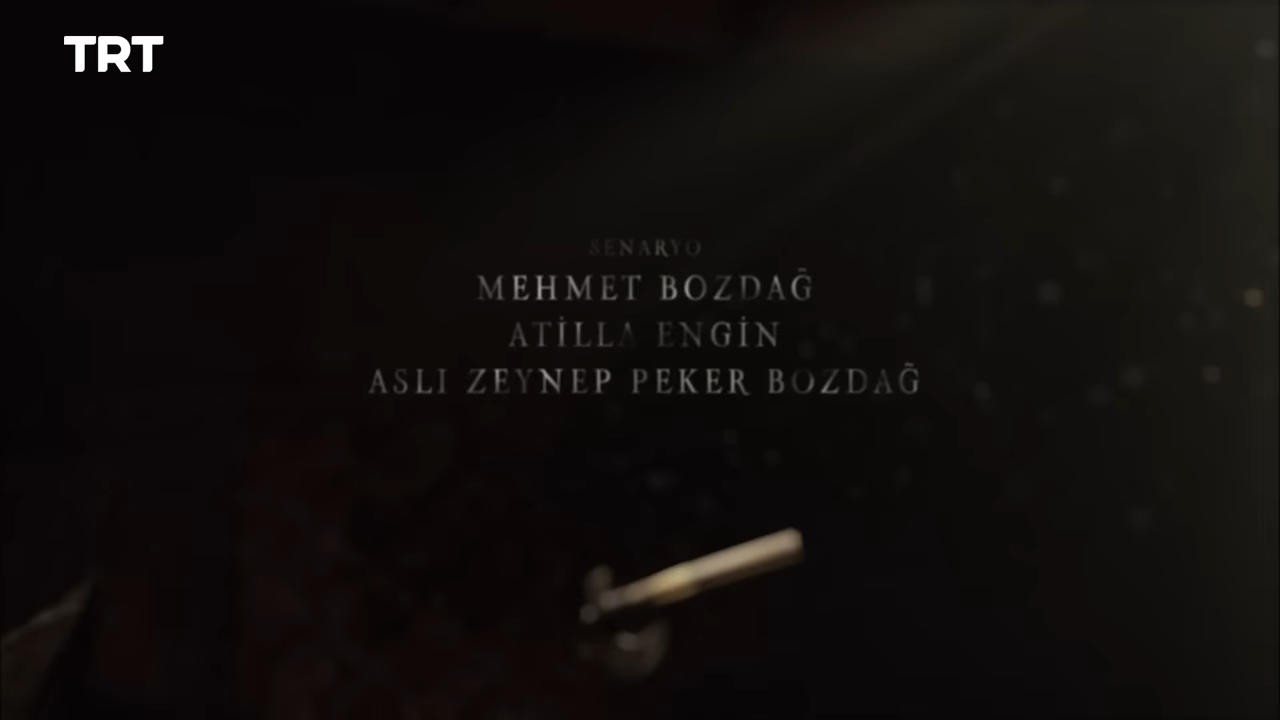 TRT
SENARYO
MEHMET BOZDAĞ
ATİLLA ENGİN
ASLI ZEYNEP PEKER BOZDAĞ